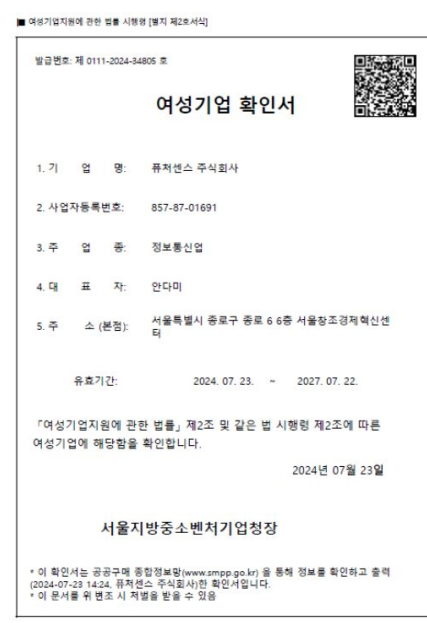 ■ 여성기업지원에 관한 법률 시행령 [별지 제2호서식]
발급번호: 제 0111-2024-34805 호
여성기업 확인서
1. 기 업 명: 퓨처센스 주식회사
2. 사업자등록번호: 857-87-01691
3. 주 업 종: 정보통신업
4. 대 표 자: 안다미
5. 주 소 (본점): 서울특별시 종로구 종로 6 6층 서울창조경제혁신센
터
유효기간: 2024. 07. 23. ~ 2027. 07. 22.
「여성기업지원에 관한 법률」제2조 및 같은 법 시행령 제2조에 따른
여성기업에 해당함을 확인합니다.
2024년 07월 23일
서울지방중소벤처기업청장
* 이 확인서는 공공구매 종합정보망(www.smpp.go.kr) 을 통해 정보를 확인하고 출력
(2024-07-23 14:24, 퓨처센스 주식회사)한 확인서입니다.
* 이 문서를 위 변조 시 처벌을 받을 수 있음